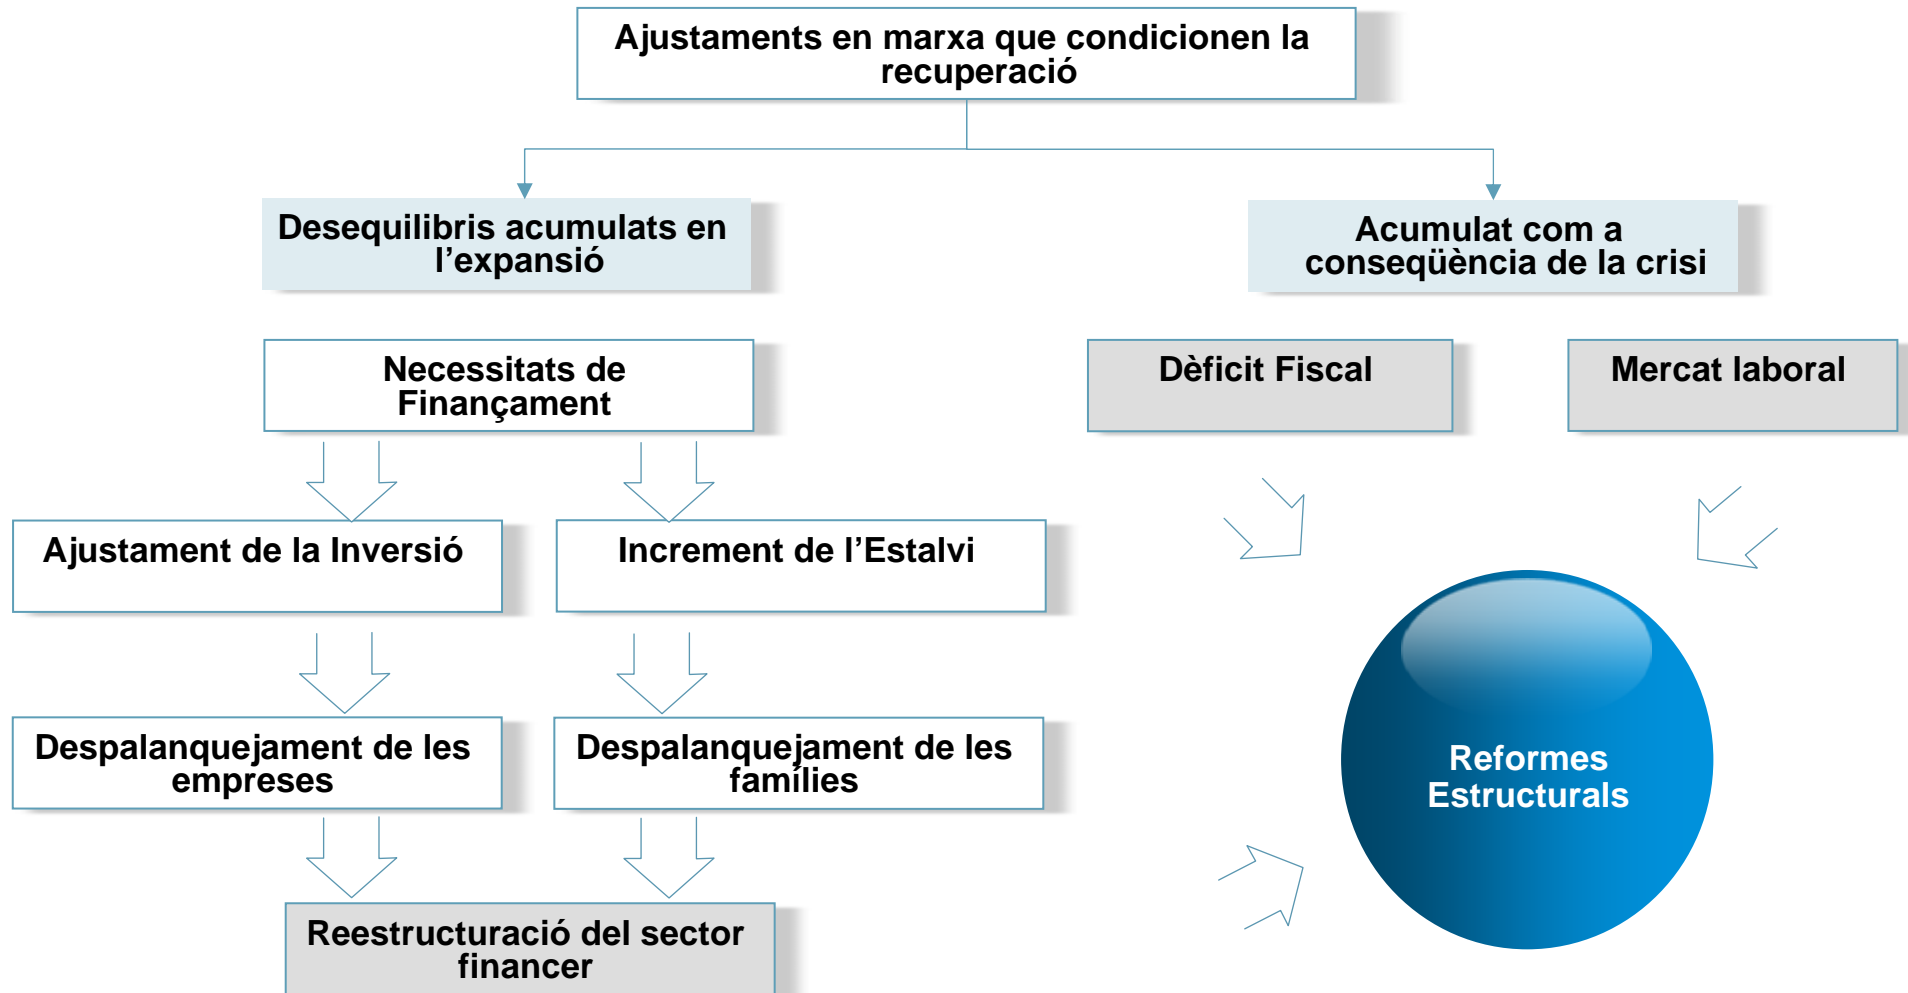 Ajustaments en marxa que condicionen la
recuperació
Desequilibris acumulats en
l’expansió
Acumulat com a
conseqüència de la crisi
Necessitats de
Finançament
Dèficit Fiscal
Mercat laboral
Ajustament de la Inversió
Increment de l’Estalvi
Despalanquejament de les
empreses
Despalanquejament de les
famílies
Reformes
Estructurals
Reestructuració del sector
financer